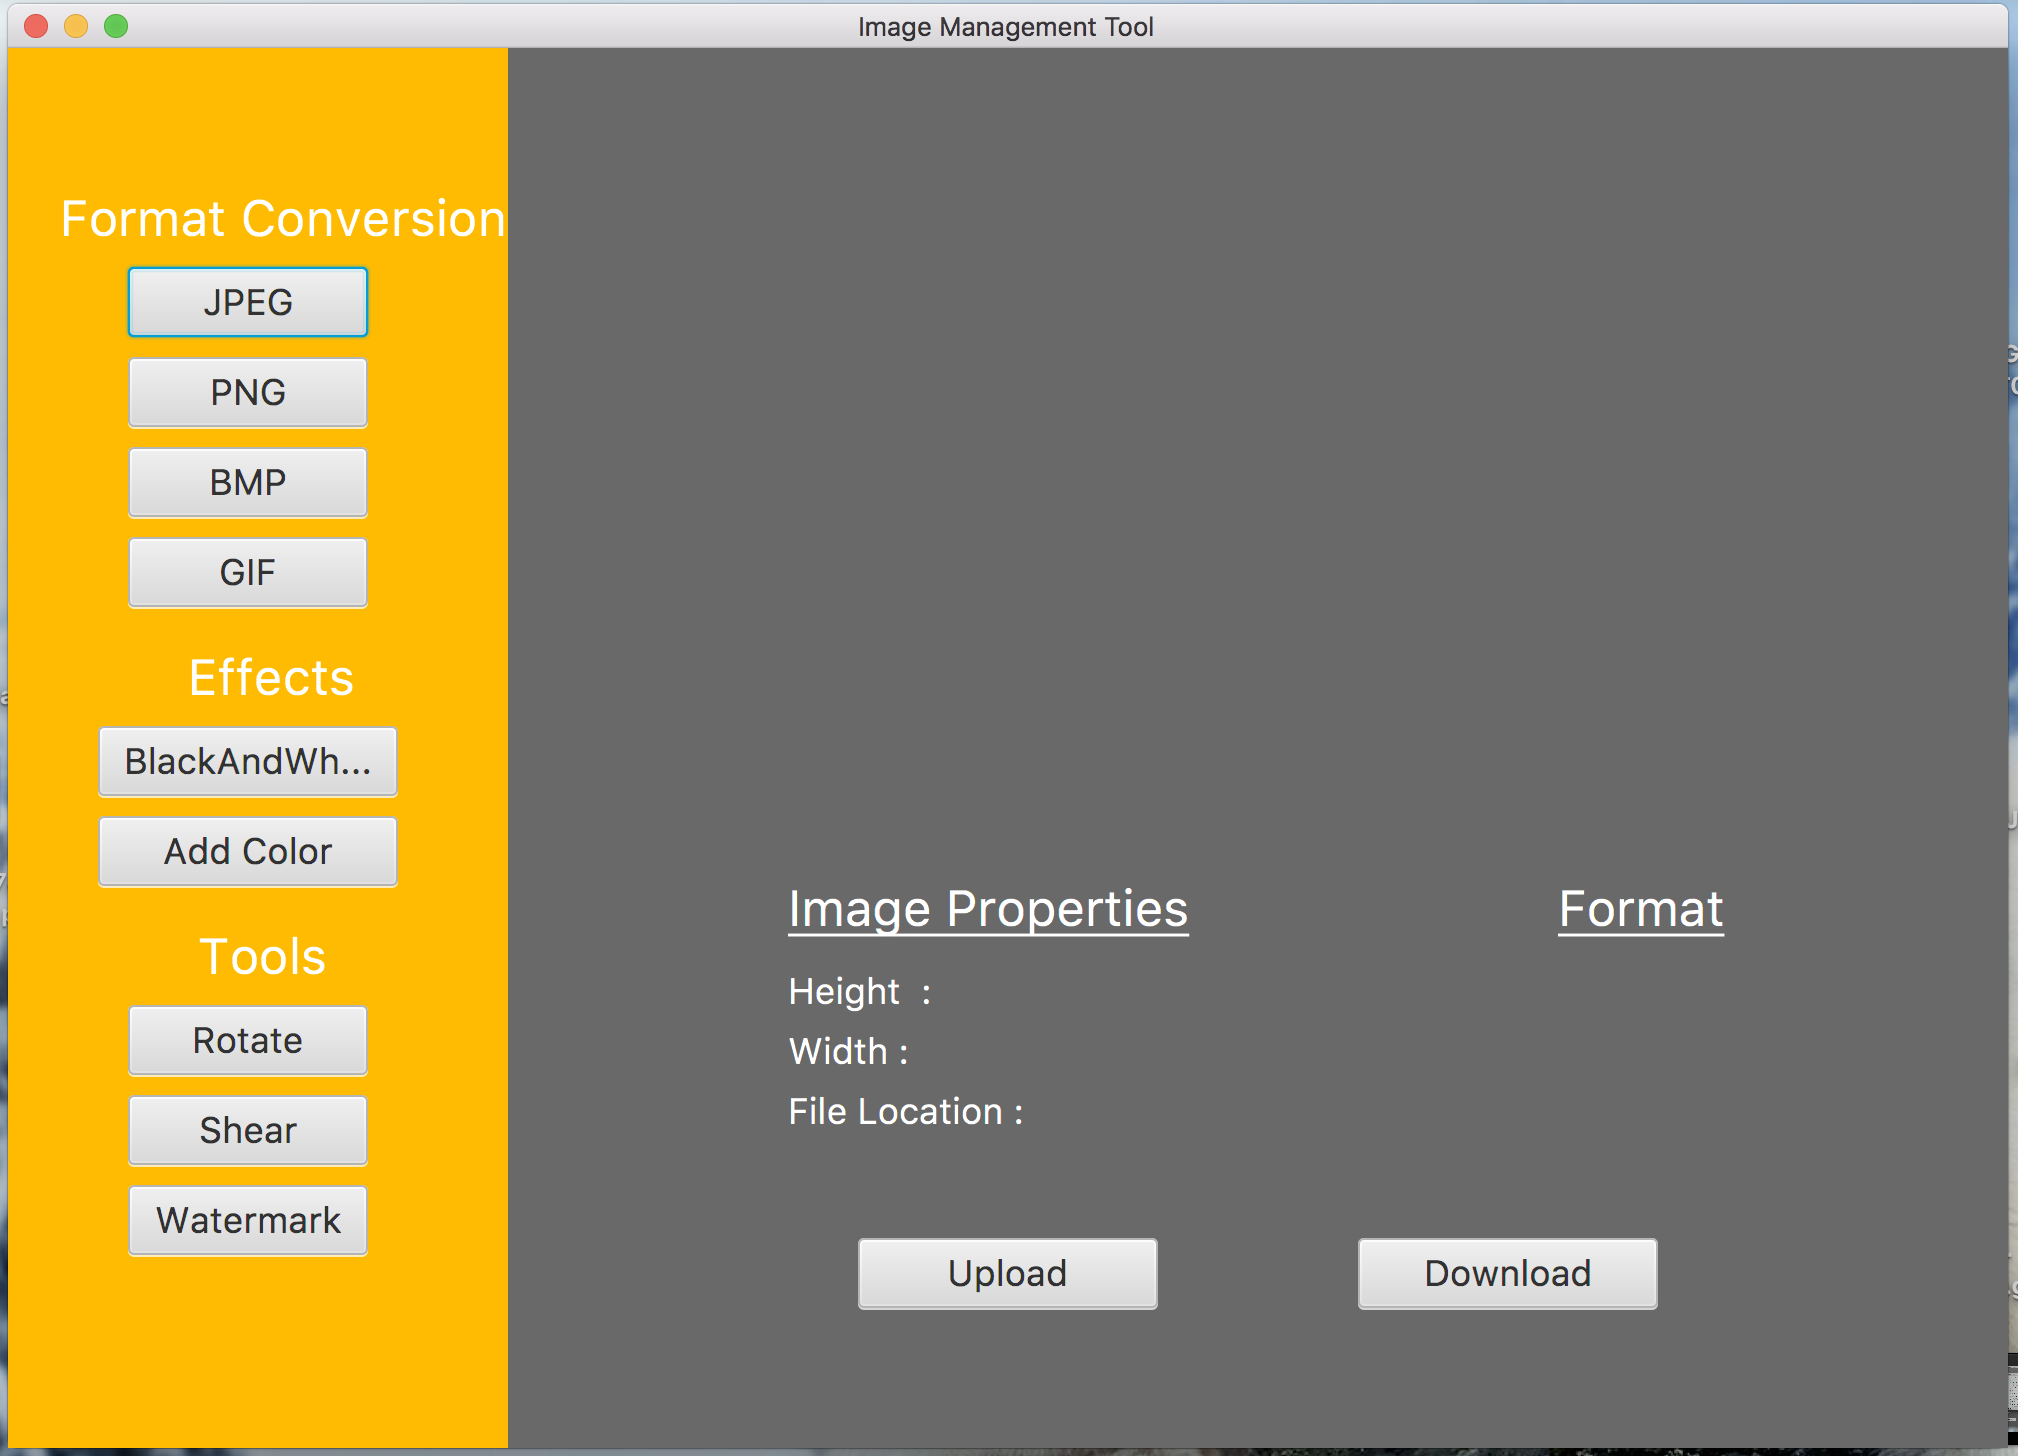 Image Management Tool
Format Conversion
JPEG
PNG
BMP
GIF
Effects
BlackAndWh...
Add Color
Tools
Rotate
Shear
Watermark
Image Properties
Format
Height :
Width :
File Location :
Upload
Download